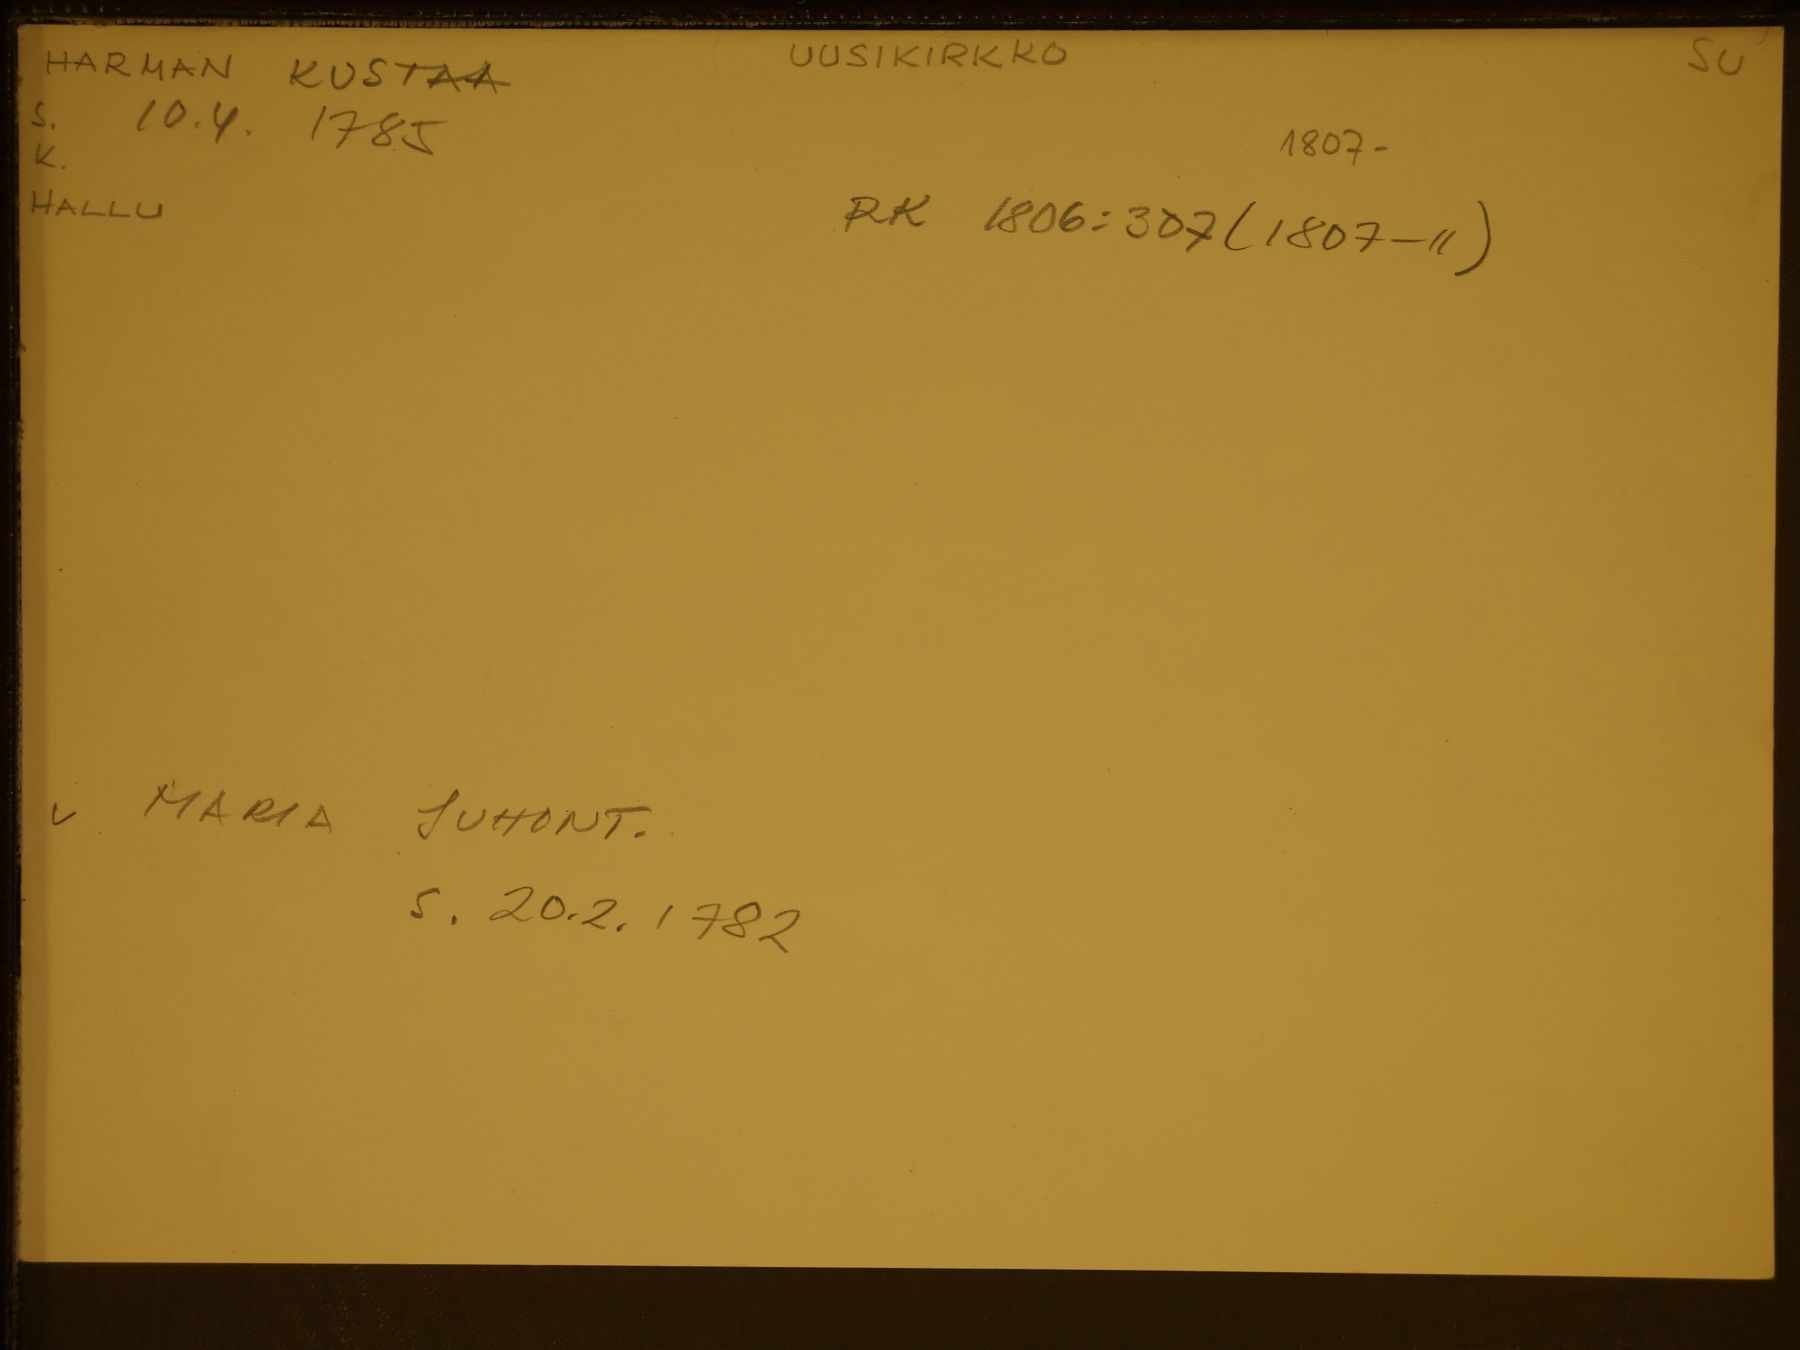 HARMAN KUSTAA UUSIKIRKKO SU
S. 10.4. 1785
1807-
K.
HALLU RK 1806:307 (1807-11)
V MARIA JUHONT.
S. 20.2. 1782